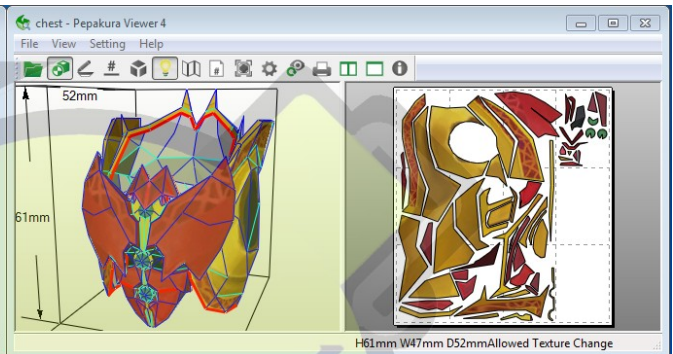 chest - Pepakura Viewer 4
File View Setting Help
52mm
61mm
H61mm W47mm D52mmAllowed Texture Change